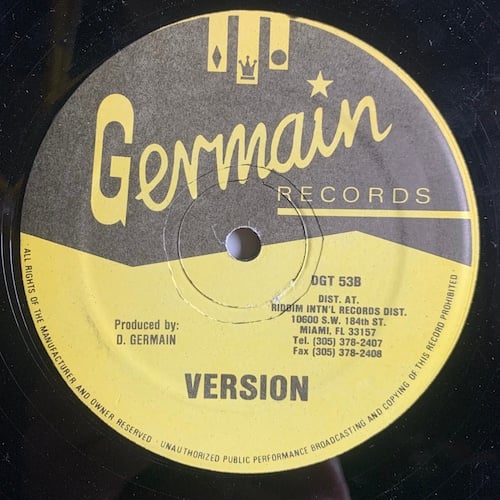 Germain
RECORDS
DGT 53B
DIST. AT.
RIDDIM INTN'L RECORDS DIST.
10600 S.W. 184th ST.
MIAMI, FL 33157
Tel. (305) 378-2407
Fax (305) 378-2408
Produced by:
D. GERMAIN
VERSION
ALL RIGHTS OF THE MANUFACTURER AND OWNER RESERVED · UNAUTHORIZED PUBLIC PERFORMANCE BROADCASTING AND COPYING OF THIS RECORD PROHIBITED ·